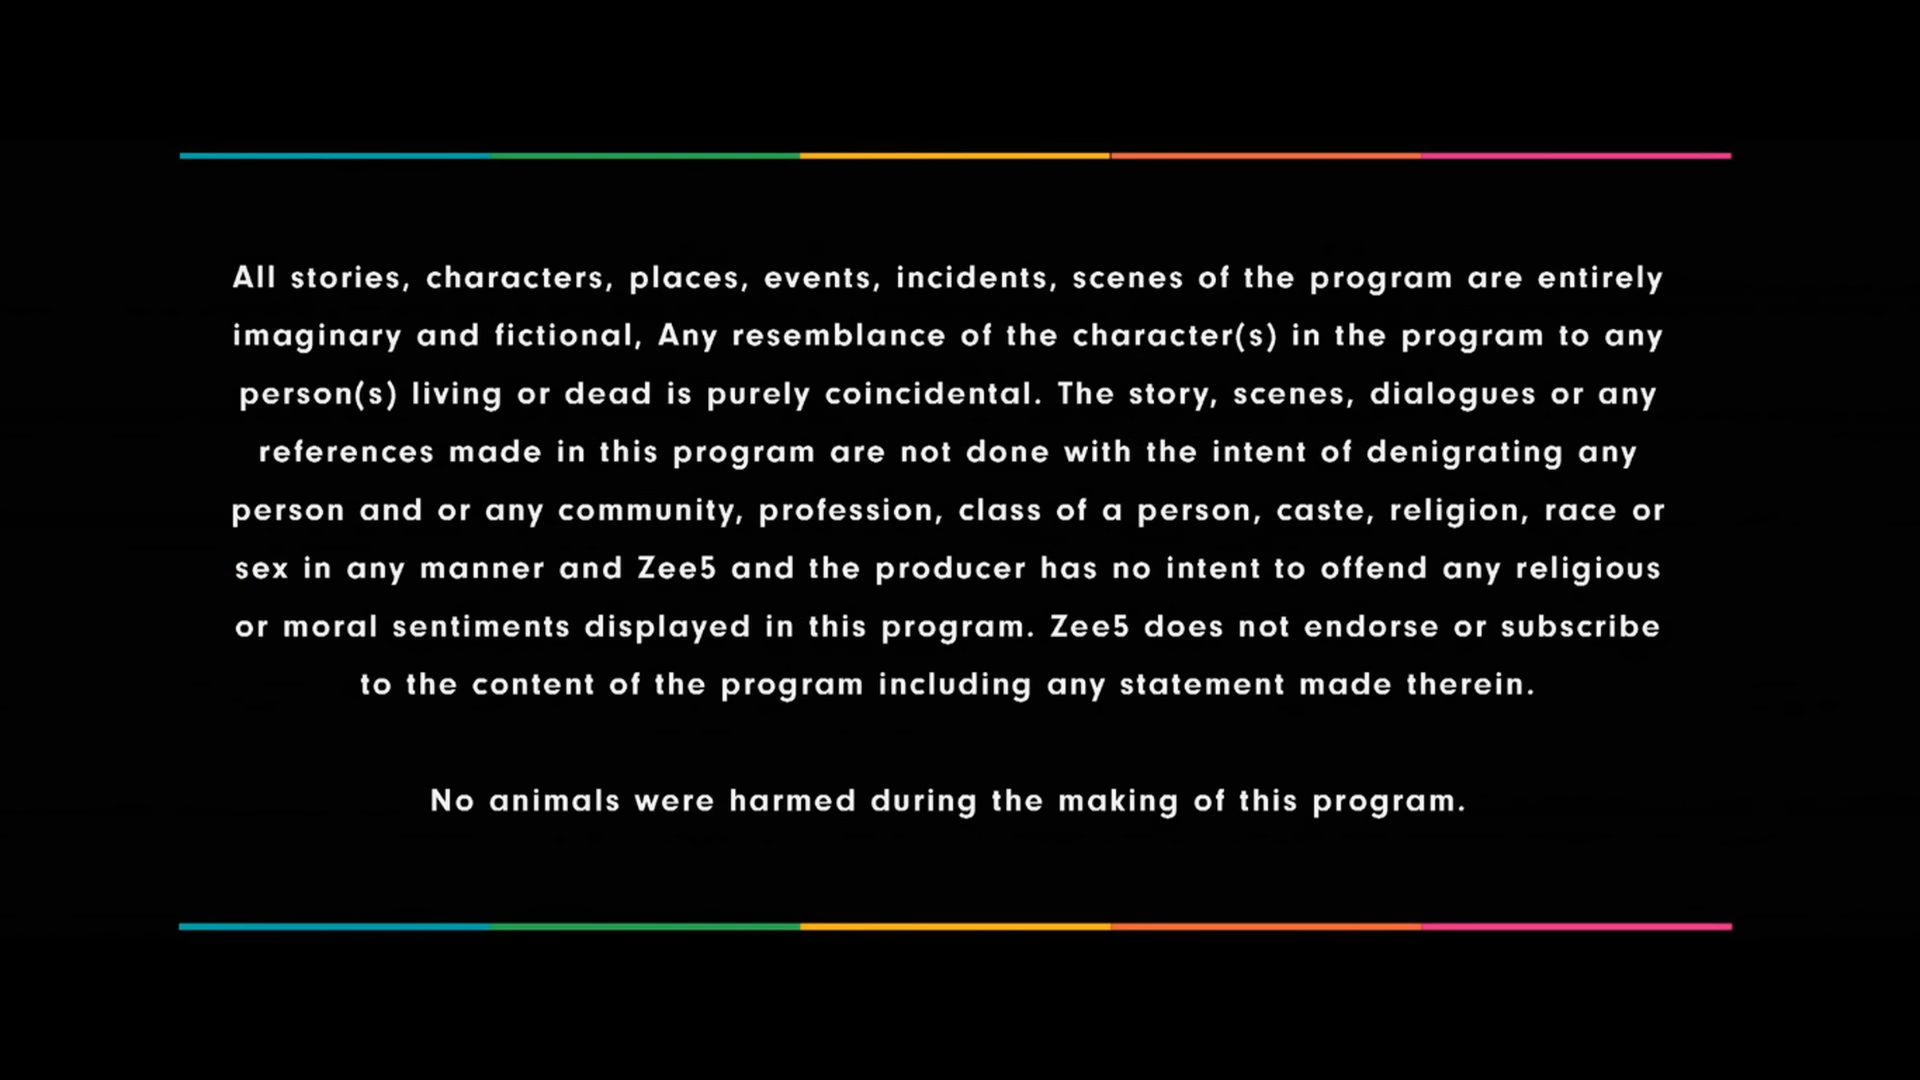 All stories, characters, places, events, incidents, scenes of the program are entirely
imaginary and fictional, Any resemblance of the character(s) in the program to any
person(s) living or dead is purely coincidental. The story, scenes, dialogues or any
references made in this program are not done with the intent of denigrating any
person and or any community, profession, class of a person, caste, religion, race or
sex in any manner and Zee5 and the producer has no intent to offend any religious
or moral sentiments displayed in this program. Zee5 does not endorse or subscribe
to the content of the program including any statement made therein.
No animals were harmed during the making of this program.